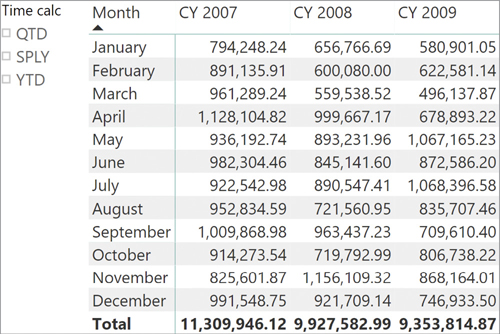 Time calc
QTD
SPLY
YTD
Month CY 2007 CY 2008 CY 2009
January 794,248.24 656,766.69 580,901.05
February 891,135.91 600,080.00 622,581.14
March 961,289.24 559,538.52 496,137.87
April 1,128,104.82 999,667.17 678,893.22
May 936,192.74 893,231.96 1,067,165.23
June 982,304.46 845,141.60 872,586.20
July 922,542.98 890,547.41 1,068,396.58
August 952,834.59 721,560.95 835,707.46
September 1,009,868.98 963,437.23 709,610.40
October 914,273.54 719,792.99 806,738.22
November 825,601.87 1,156,109.32 868,164.01
December 991,548.75 921,709.14 746,933.50
Total 11,309,946.12 9,927,582.99 9,353,814.87